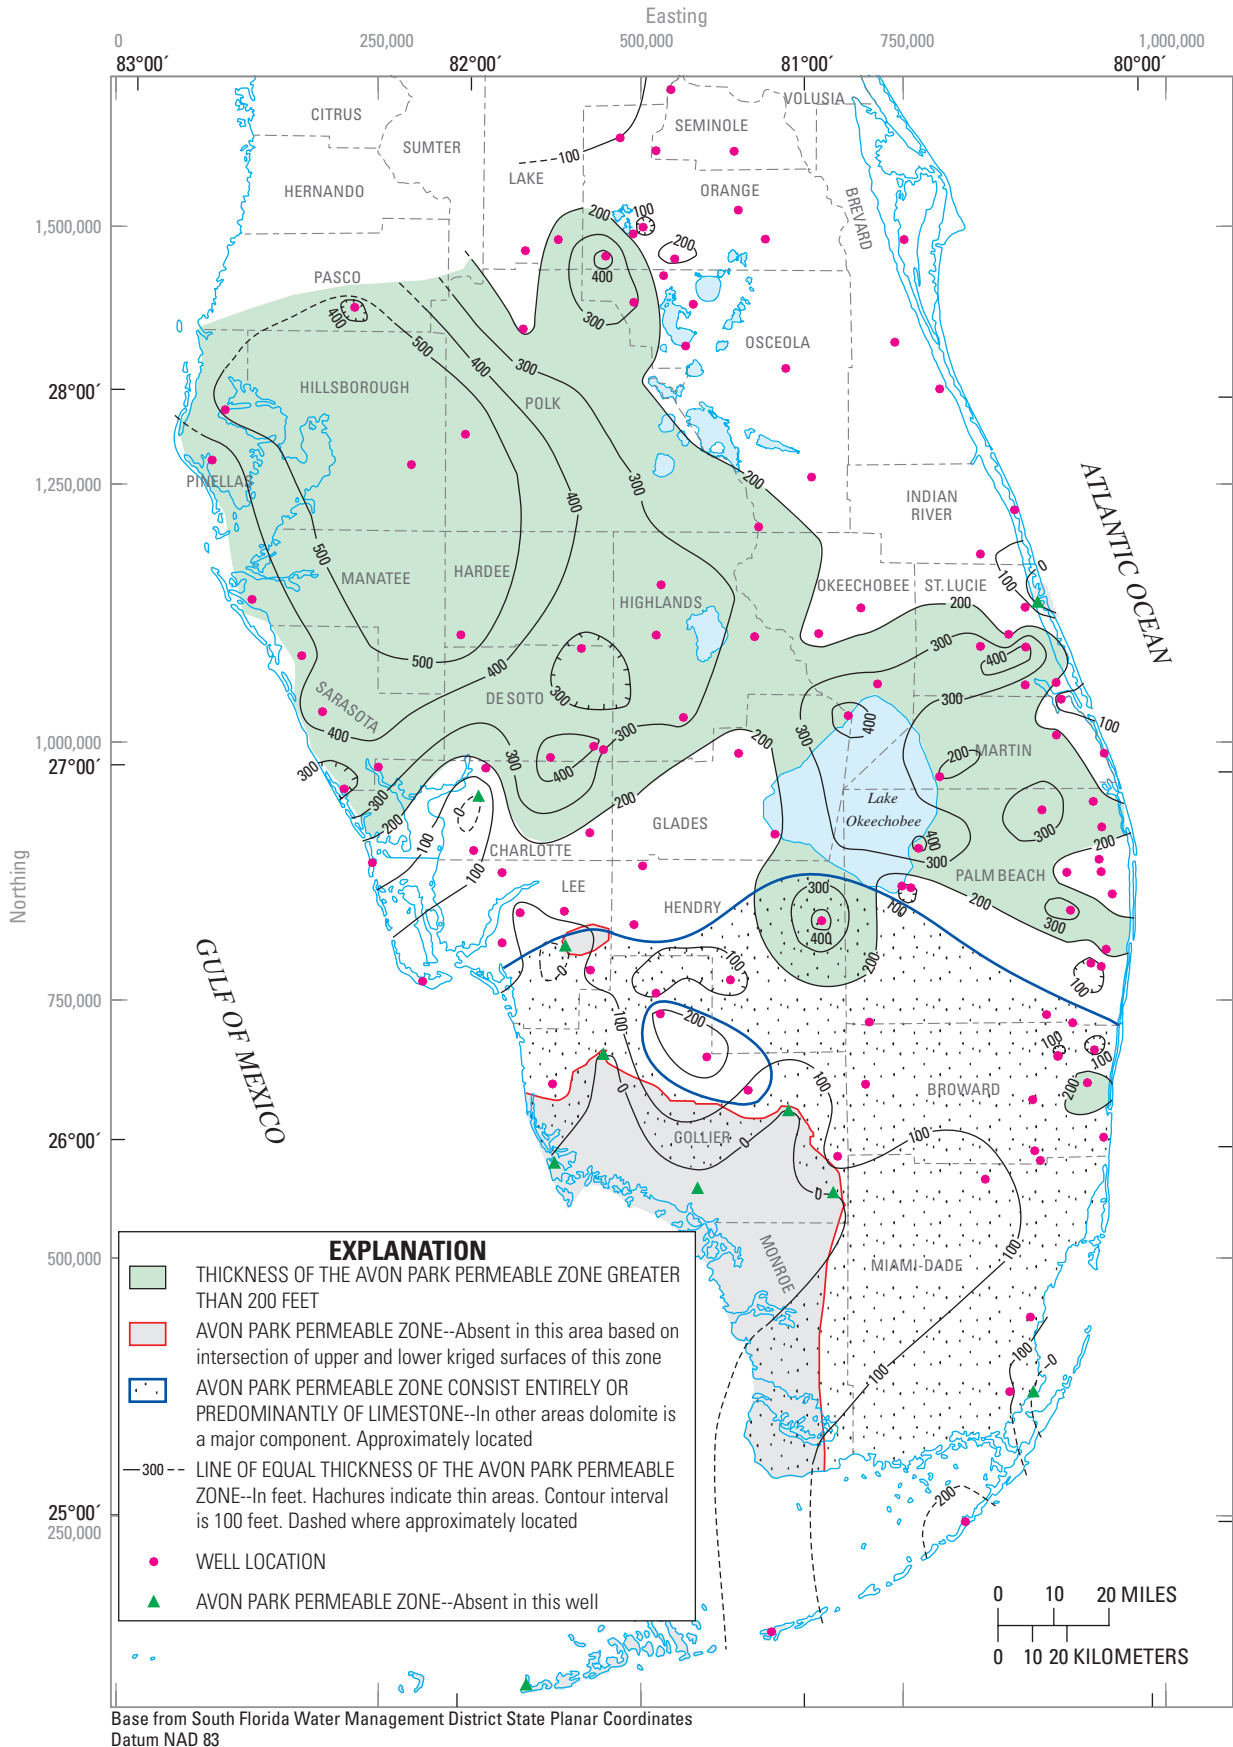 Easting
0 250,000 500,000 750,000 1,000,000
83°00′ 82°00′ 81°00′ 80°00′
CITRUS
SUMTER
HERNANDO
LAKE
SEMINOLE
VOLUSIA
ORANGE
BREVARD
100
200
100
200
400
300
1,500,000
PASCO
400
500
400
300
OSCEOLA
28°00′
HILLSBOROUGH
POLK
PINELLAS
300
200
400
1,250,000
INDIAN
RIVER
ATLANTIC OCEAN
500
MANATEE
HARDEE
HIGHLANDS
OKEECHOBEE
ST. LUCIE
100
0
200
300
400
300
500
400
300
DE SOTO
SARASOTA
400
300
300
200
300
400
300
200
200
300
400
200
MARTIN
100
1,000,000
27°00′
0
100
100
CHARLOTTE
GLADES
Lake
Okeechobee
400
300
300
200
PALM BEACH
LEE
HENDRY
300
400
200
100
200
300
100
Northing
GULF OF MEXICO
0
100
100
200
750,000
100
100
100
200
BROWARD
0
COLLIER
0
0
100
26°00′
100
MONROE
MIAMI-DADE
100
500,000
100
100
0
200
25°00′
250,000
EXPLANATION
THICKNESS OF THE AVON PARK PERMEABLE ZONE GREATER
THAN 200 FEET
AVON PARK PERMEABLE ZONE--Absent in this area based on
intersection of upper and lower kriged surfaces of this zone
AVON PARK PERMEABLE ZONE CONSIST ENTIRELY OR
PREDOMINANTLY OF LIMESTONE--In other areas dolomite is
a major component. Approximately located
300 LINE OF EQUAL THICKNESS OF THE AVON PARK PERMEABLE
ZONE--In feet. Hachures indicate thin areas. Contour interval
is 100 feet. Dashed where approximately located
WELL LOCATION
AVON PARK PERMEABLE ZONE--Absent in this well
0 10 20 MILES
0 10 20 KILOMETERS
Base from South Florida Water Management District State Planar Coordinates
Datum NAD 83